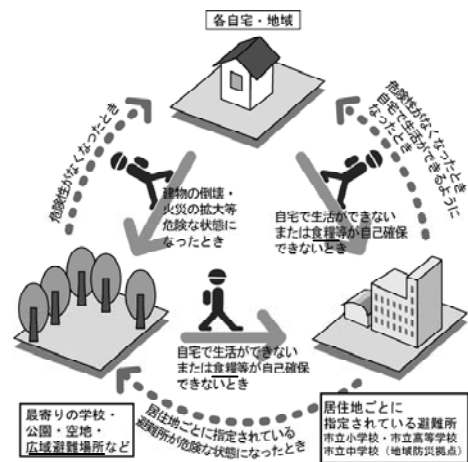 各自宅・地域
危険性がなくなったとき
危険性がなくなったとき
自宅で生活ができるように
なったとき
建物の倒壊・
火災の拡大等
危険な状態に
なったとき
自宅で生活ができない
または食糧等が自己確保
できないとき
自宅で生活ができない
または食糧等が自己確保
できないとき
居住地ごとに指定されている
避難所が危険な状態になったとき
最寄りの学校・
公園・空地・
広域避難場所など
居住地ごとに
指定されている避難所
市立小学校・市立高等学校
市立中学校（地域防災拠点）